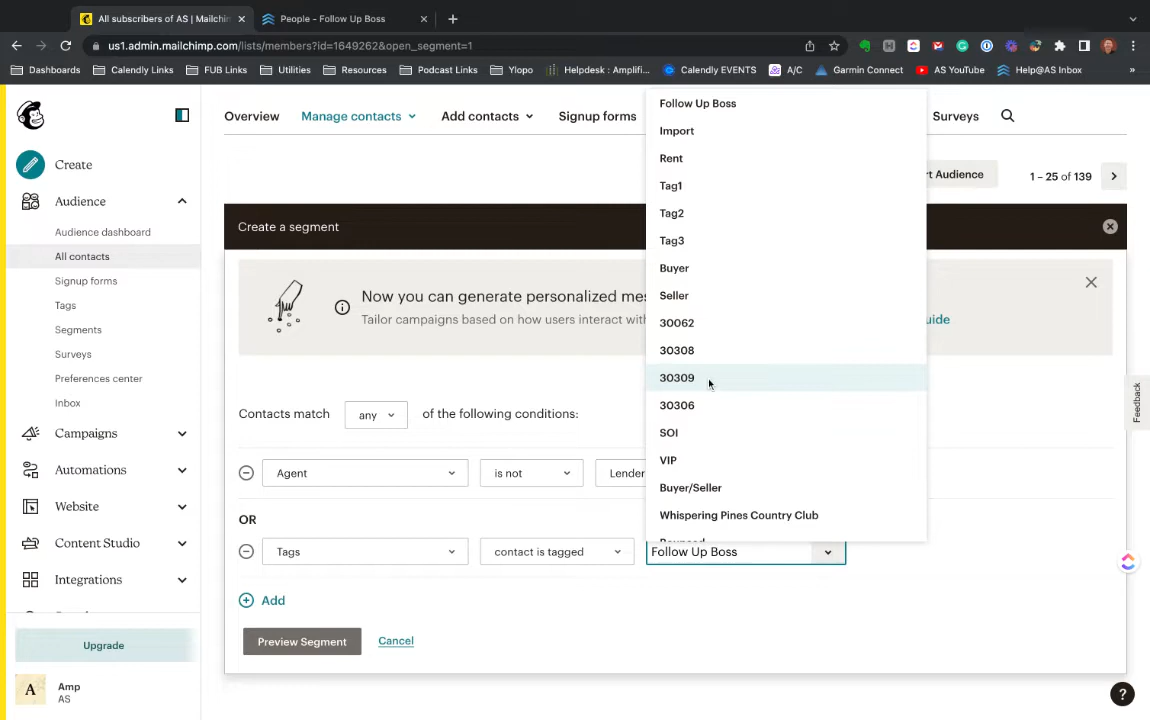 All subscribers of AS | Mailchim
People - Follow Up Boss
us1.admin.mailchimp.com/lists/members?id=1649262&open_segment=1
Dashboards
Calendly Links
FUB Links
Utilities
Resources
Podcast Links
Ylopo
Helpdesk : Amplifi...
Calendly EVENTS
A/C
Garmin Connect
AS YouTube
Help@AS Inbox
»
Overview
Manage contacts
Add contacts
Signup forms
Surveys
Create
Audience
Audience dashboard
All contacts
Signup forms
Tags
Segments
Surveys
Preferences center
Inbox
Campaigns
Automations
Website
Content Studio
Integrations
Upgrade
A
Amp
AS
rt Audience
1 – 25 of 139
Create a segment
Now you can generate personalized me
Tailor campaigns based on how users interact wit
uide
Contacts match
any
of the following conditions:
Agent
is not
Lender
OR
Tags
contact is tagged
Follow Up Boss
Add
Preview Segment
Cancel
Follow Up Boss
Import
Rent
Tag1
Tag2
Tag3
Buyer
Seller
30062
30308
30309
30306
SOI
VIP
Buyer/Seller
Whispering Pines Country Club
Feedback
?